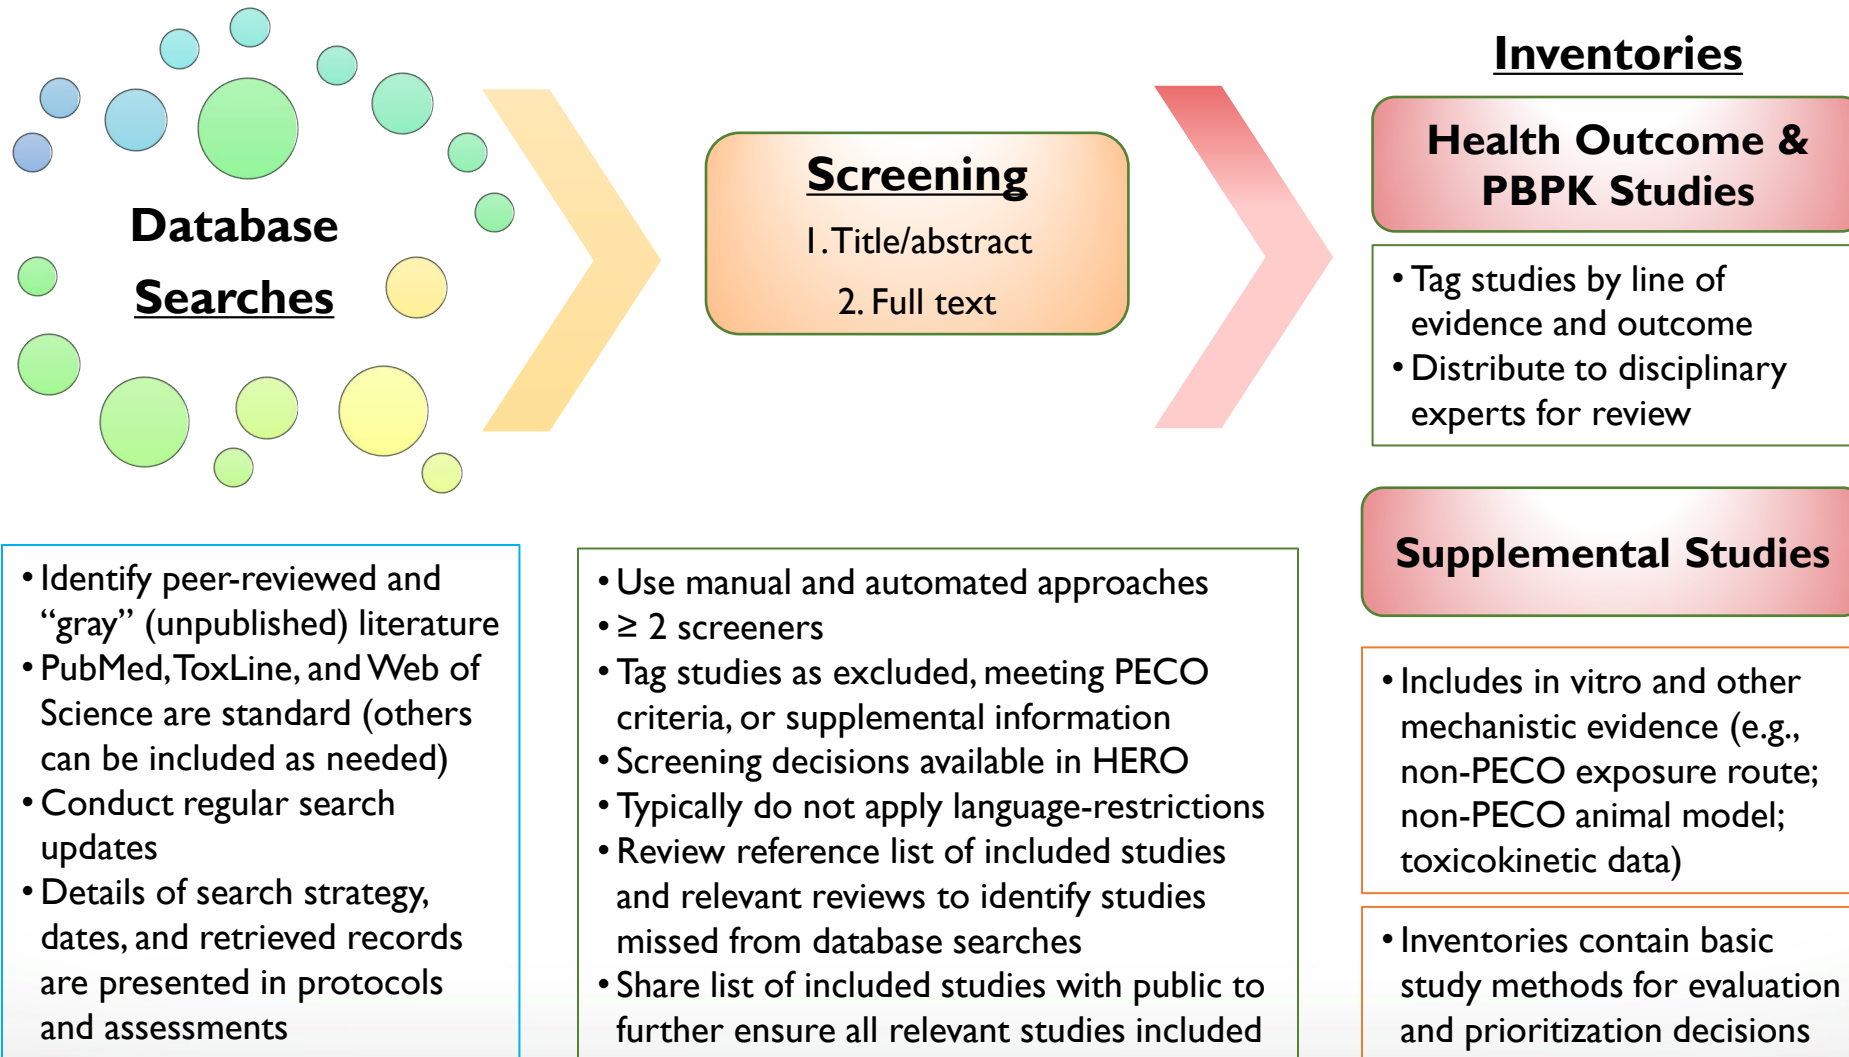 Database
Searches
• Identify peer-reviewed and
“gray” (unpublished) literature
• PubMed, ToxLine, and Web of
Science are standard (others
can be included as needed)
• Conduct regular search
updates
• Details of search strategy,
dates, and retrieved records
are presented in protocols
and assessments
Screening
1. Title/abstract
2. Full text
• Use manual and automated approaches
• ≥ 2 screeners
• Tag studies as excluded, meeting PECO
criteria, or supplemental information
• Screening decisions available in HERO
• Typically do not apply language-restrictions
• Review reference list of included studies
and relevant reviews to identify studies
missed from database searches
• Share list of included studies with public to
further ensure all relevant studies included
Inventories
Health Outcome &
PBPK Studies
• Tag studies by line of
evidence and outcome
• Distribute to disciplinary
experts for review
Supplemental Studies
• Includes in vitro and other
mechanistic evidence (e.g.,
non-PECO exposure route;
non-PECO animal model;
toxicokinetic data)
• Inventories contain basic
study methods for evaluation
and prioritization decisions